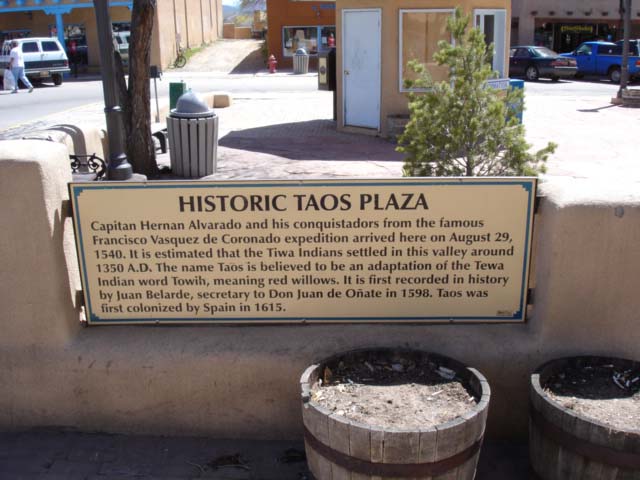 HISTORIC TAOS PLAZA
Capitan Hernan Alvarado and his conquistadors from the famous
Francisco Vasquez de Coronado expedition arrived here on August 29,
1540. It is estimated that the Tiwa Indians settled in this valley around
1350 A.D. The name Taos is believed to be an adaptation of the Tewa
Indian word Towih, meaning red willows. It is first recorded in history
by Juan Belarde, secretary to Don Juan de Oñate in 1598. Taos was
first colonized by Spain in 1615.